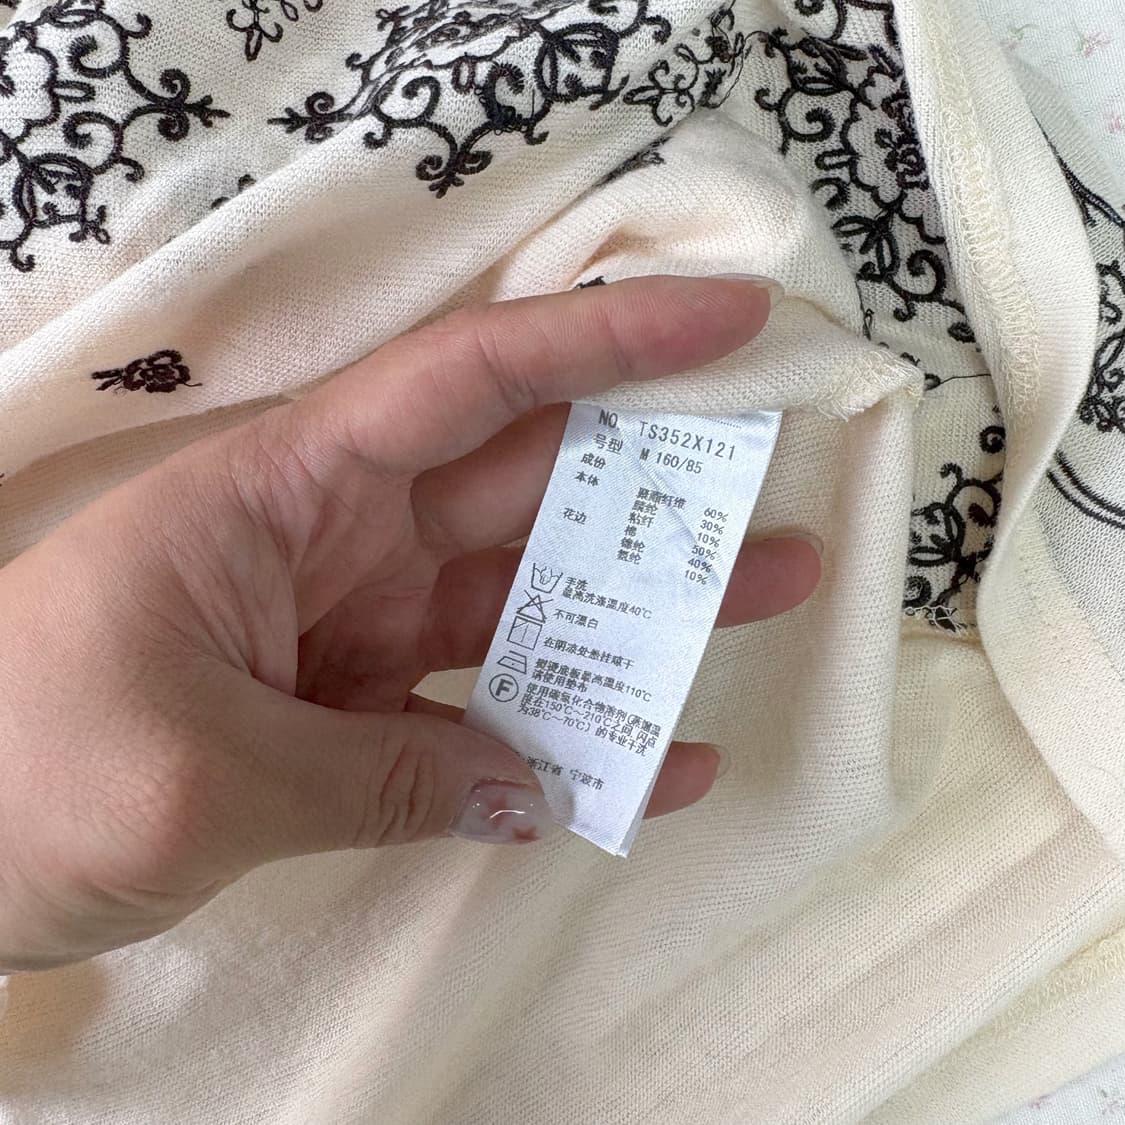 NO. TS352X121
号型 M 160/85
成份
本体 聚酯纤维 60%
腈纶 30%
粘纤 10%
花边 棉 50%
锦纶 40%
氨纶 10%
手洗
最高洗涤温度40℃
不可漂白
在阴凉处悬挂晾干
熨烫底板最高温度110℃
请使用垫布
F
使用碳氢化合物溶剂(蒸馏温
度在150℃~210℃之间,闪点
为38℃~70℃)的专业干洗
浙江省 宁波市